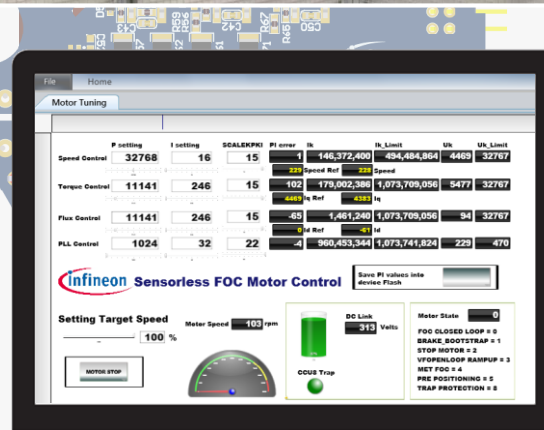 R59
R56
C42
R67
C50
R65
File Home
Motor Tuning
P setting I setting SCALEKPKI PI error Ik Ik_Limit Uk Uk_Limit
Speed Control 32768 16 15 1 146,372,400 494,484,864 4469 32767
229 Speed Ref 228 Speed
Torque Control 11141 246 15 102 179,002,386 1,073,709,056 5477 32767
4469 Iq Ref 4383 Iq
Flux Control 11141 246 15 -65 1,461,240 1,073,709,056 94 32767
0 Id Ref -61 Id
PLL Control 1024 32 22 -4 960,453,344 1,073,741,824 229 470
infineon Sensorless FOC Motor Control
Save PI values into
device Flash
Setting Target Speed
100 %
Motor Speed 103 rpm
MOTOR STOP
DC Link
313 Volts
CCU8 Trap
Motor State 0
FOC CLOSED LOOP = 0
BRAKE_BOOTSTRAP = 1
STOP MOTOR = 2
VFOPENLOOP RAMPUP = 3
MET FOC = 4
PRE POSITIONING = 5
TRAP PROTECTION = 8